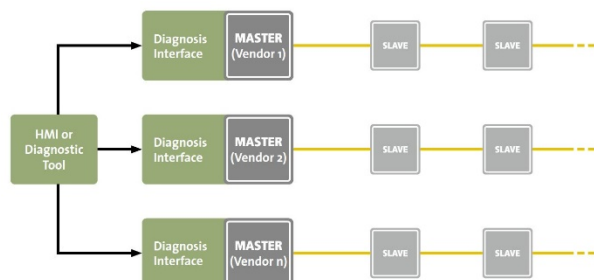 Diagnosis
Interface
MASTER
(Vendor 1)
SLAVE
SLAVE
HMI or
Diagnostic
Tool
Diagnosis
Interface
MASTER
(Vendor 2)
SLAVE
SLAVE
Diagnosis
Interface
MASTER
(Vendor n)
SLAVE
SLAVE